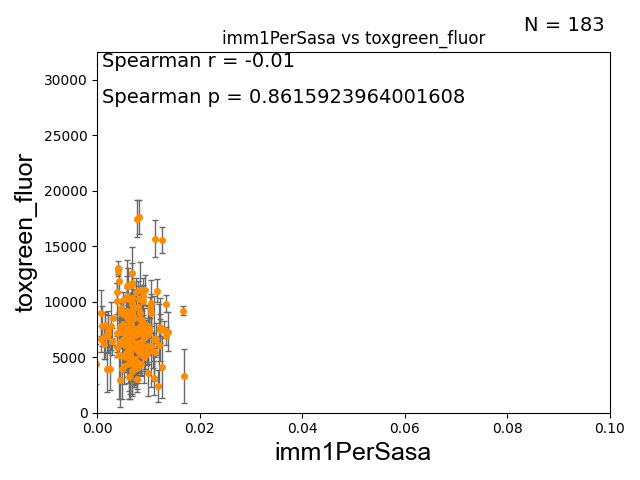 N = 183
imm1PerSasa vs toxgreen_fluor
Spearman r = -0.01
Spearman p = 0.8615923964001608
30000
25000
20000
15000
10000
5000
0
toxgreen_fluor
0.00 0.02 0.04 0.06 0.08 0.10
imm1PerSasa